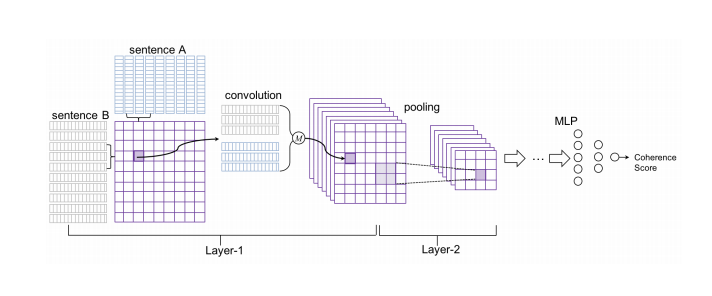 sentence A
sentence B
convolution
M
pooling
MLP
Coherence
Score
Layer-1
Layer-2
...